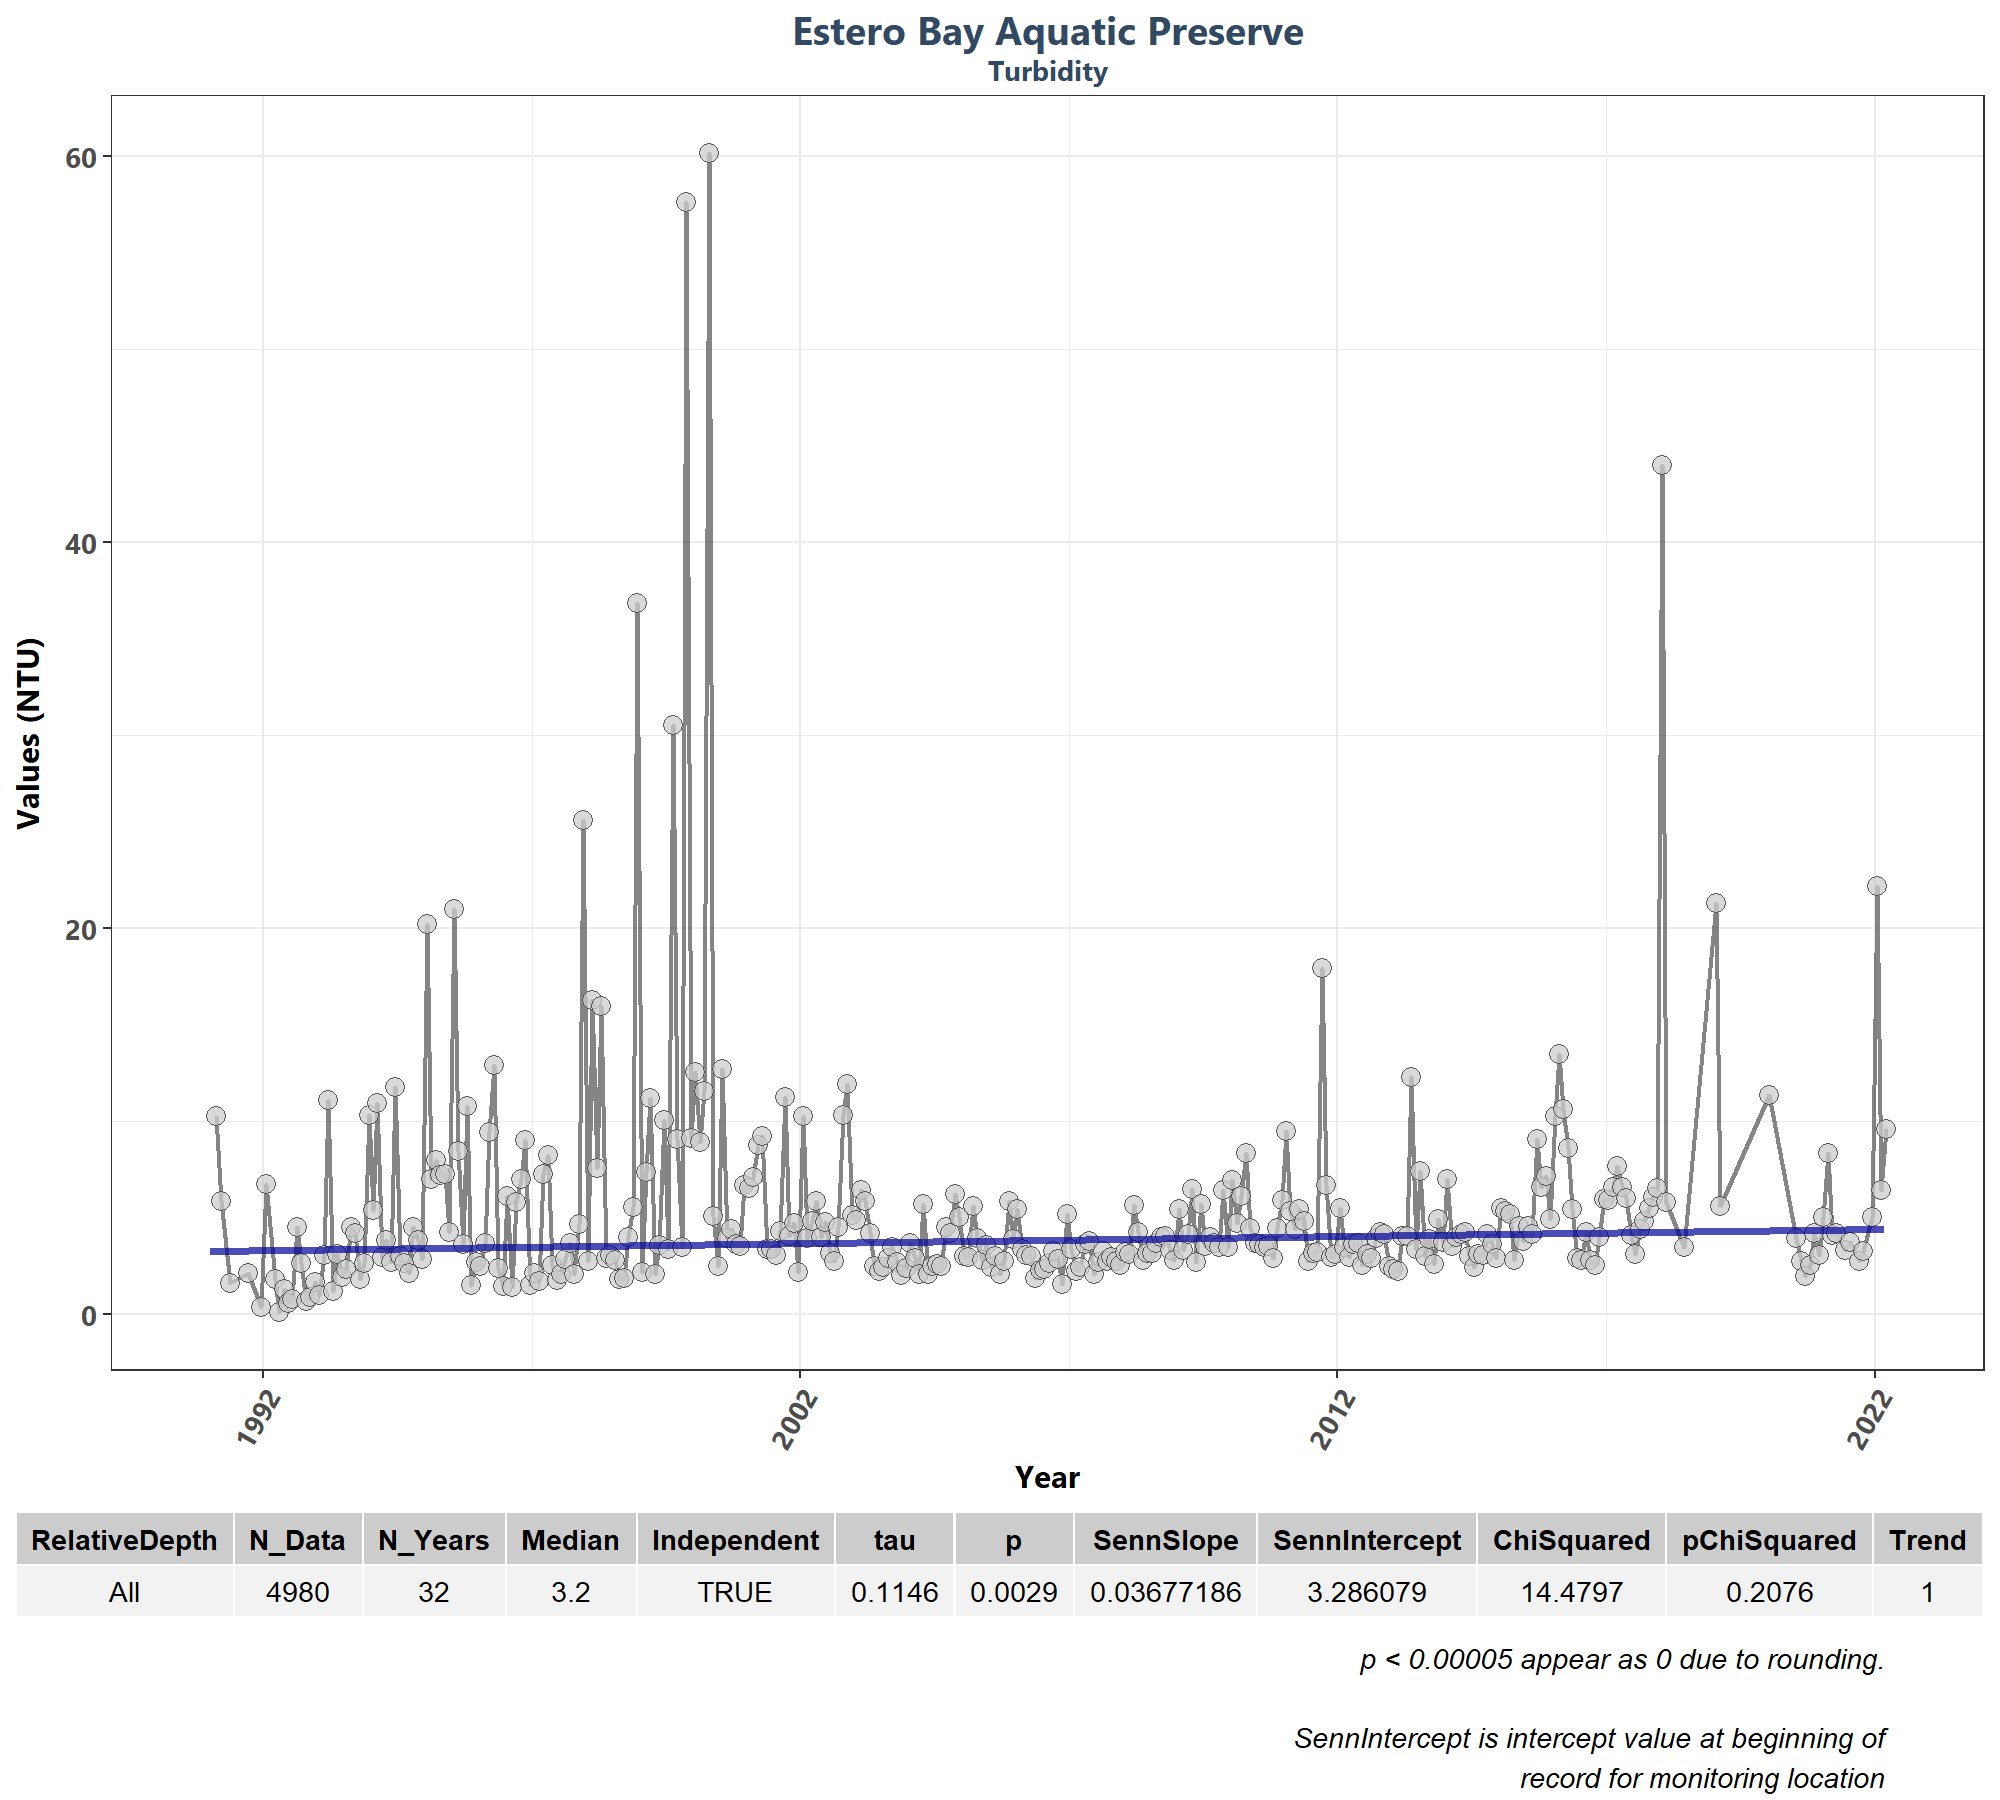 Estero Bay Aquatic Preserve
Turbidity
Values (NTU)
60
40
20
0
1992
2002
2012
2022
Year
RelativeDepth N_Data N_Years Median Independent tau p SennSlope SennIntercept ChiSquared pChiSquared Trend
All 4980 32 3.2 TRUE 0.1146 0.0029 0.03677186 3.286079 14.4797 0.2076 1
p < 0.00005 appear as 0 due to rounding.
SennIntercept is intercept value at beginning of
record for monitoring location